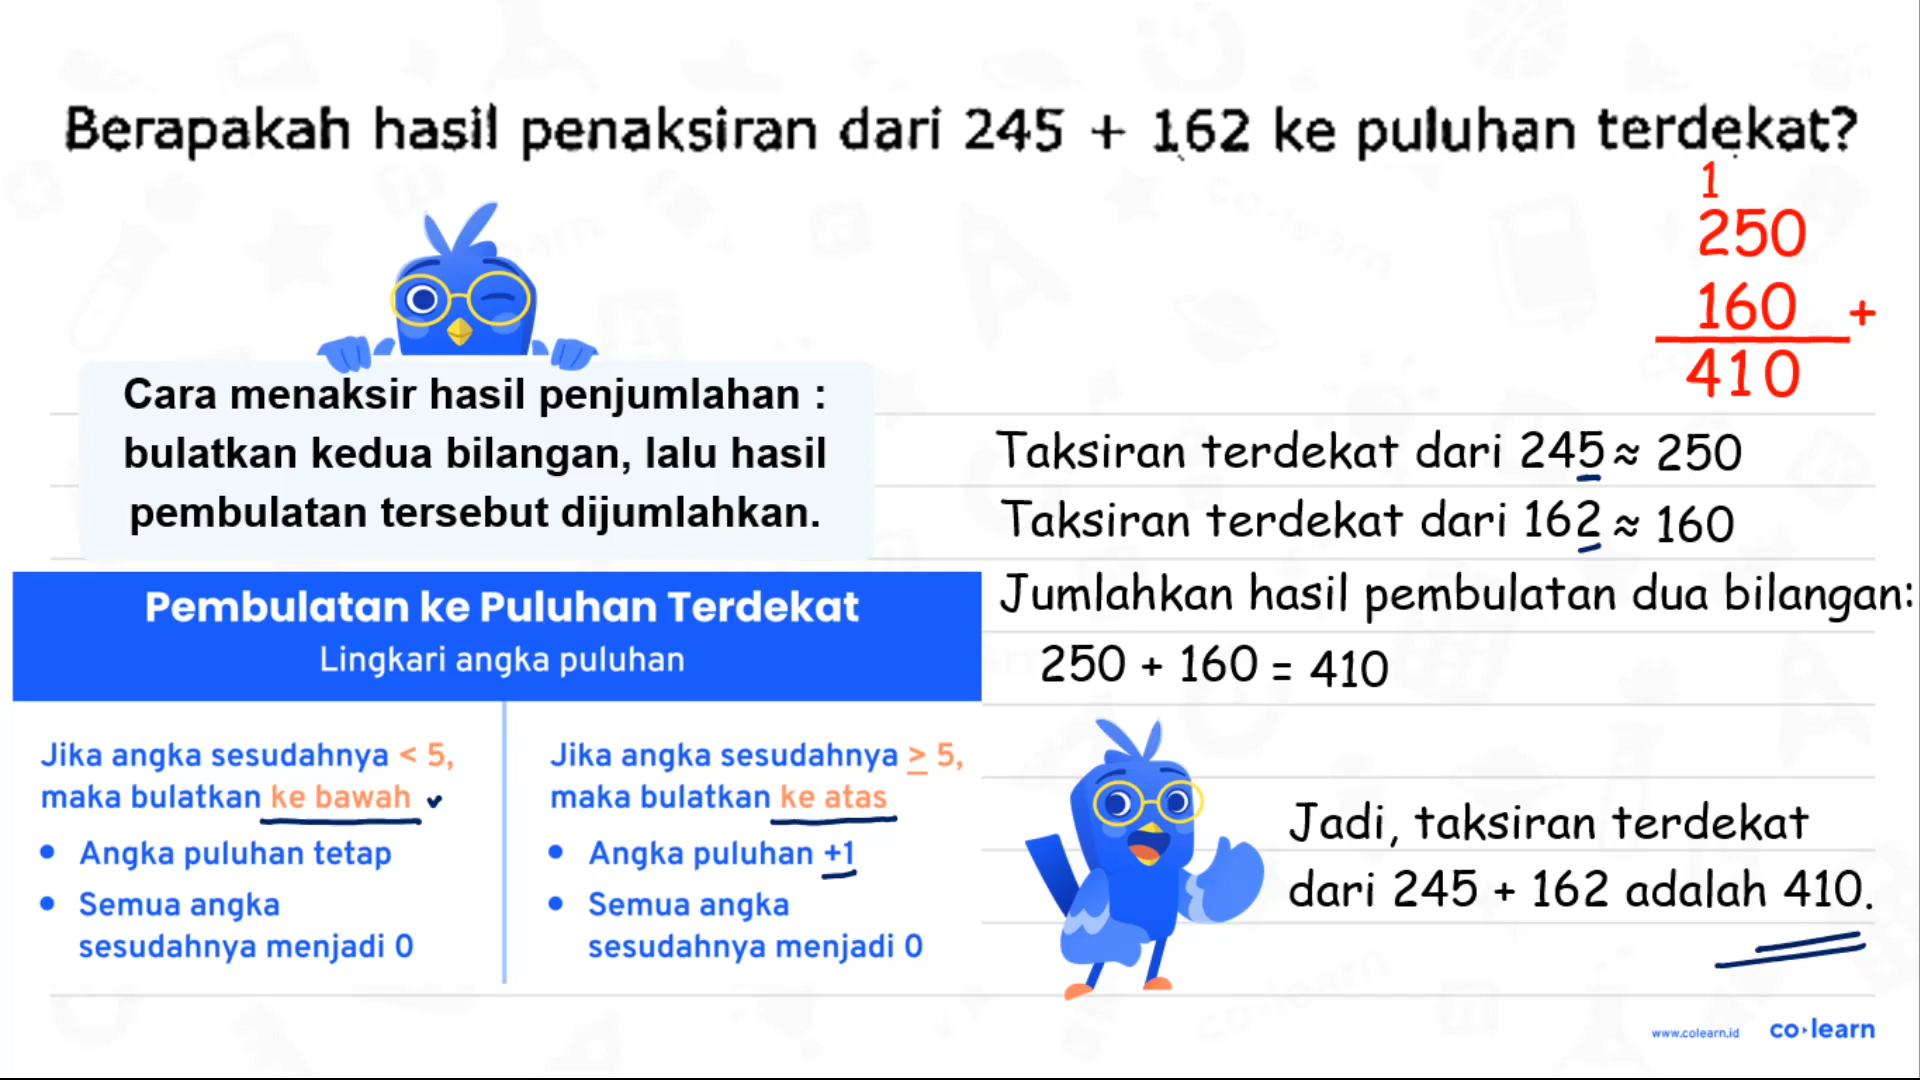 Berapakah hasil penaksiran dari 245 + 162 ke puluhan terdekat?
1
250
160 +
410
Cara menaksir hasil penjumlahan :
bulatkan kedua bilangan, lalu hasil
pembulatan tersebut dijumlahkan.
Taksiran terdekat dari 245 ≈ 250
Taksiran terdekat dari 162 ≈ 160
Jumlahkan hasil pembulatan dua bilangan:
250 + 160 = 410
Pembulatan ke Puluhan Terdekat
Lingkari angka puluhan
Jika angka sesudahnya < 5,
maka bulatkan ke bawah
• Angka puluhan tetap
• Semua angka
sesudahnya menjadi 0
Jika angka sesudahnya ≥ 5,
maka bulatkan ke atas
• Angka puluhan +1
• Semua angka
sesudahnya menjadi 0
Jadi, taksiran terdekat
dari 245 + 162 adalah 410.
www.colearn.id co·learn